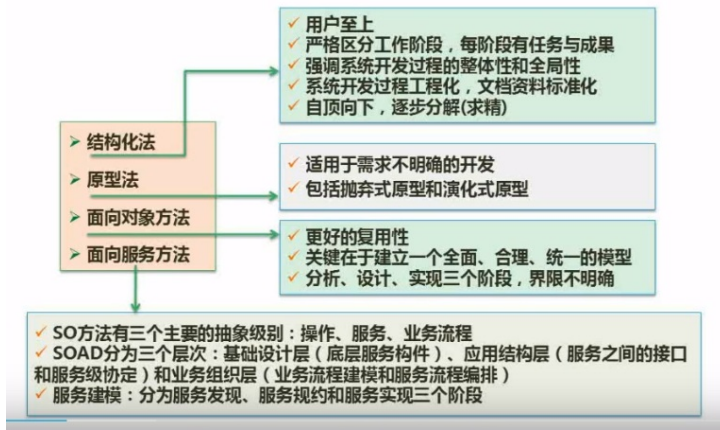 用户至上
严格区分工作阶段，每阶段有任务与成果
强调系统开发过程的整体性和全局性
系统开发过程工程化，文档资料标准化
自顶向下，逐步分解(求精)
结构化法
原型法
面向对象方法
面向服务方法
适用于需求不明确的开发
包括抛弃式原型和演化式原型
更好的复用性
关键在于建立一个全面、合理、统一的模型
分析、设计、实现三个阶段，界限不明确
SO方法有三个主要的抽象级别：操作、服务、业务流程
SOAD分为三个层次：基础设计层（底层服务构件）、应用结构层（服务之间的接口
和服务级协定）和业务组织层（业务流程建模和服务流程编排）
服务建模：分为服务发现、服务规约和服务实现三个阶段